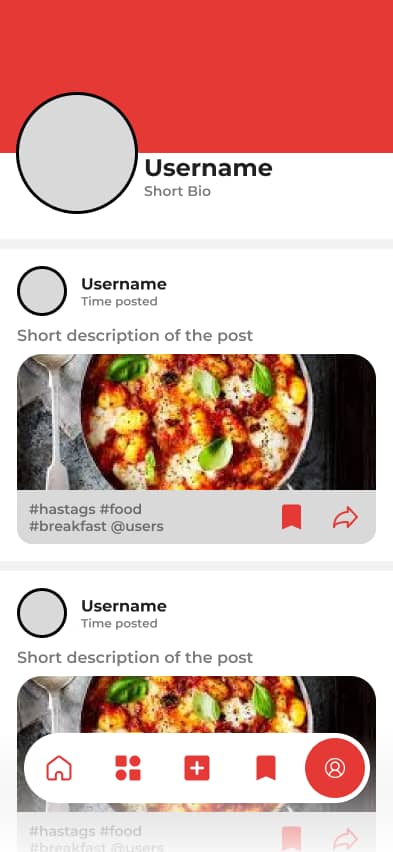 Username
Short Bio
Username
Time posted
Short description of the post
#hastags #food
#breakfast @users
Username
Time posted
Short description of the post
#hastags #food
#breakfast @users